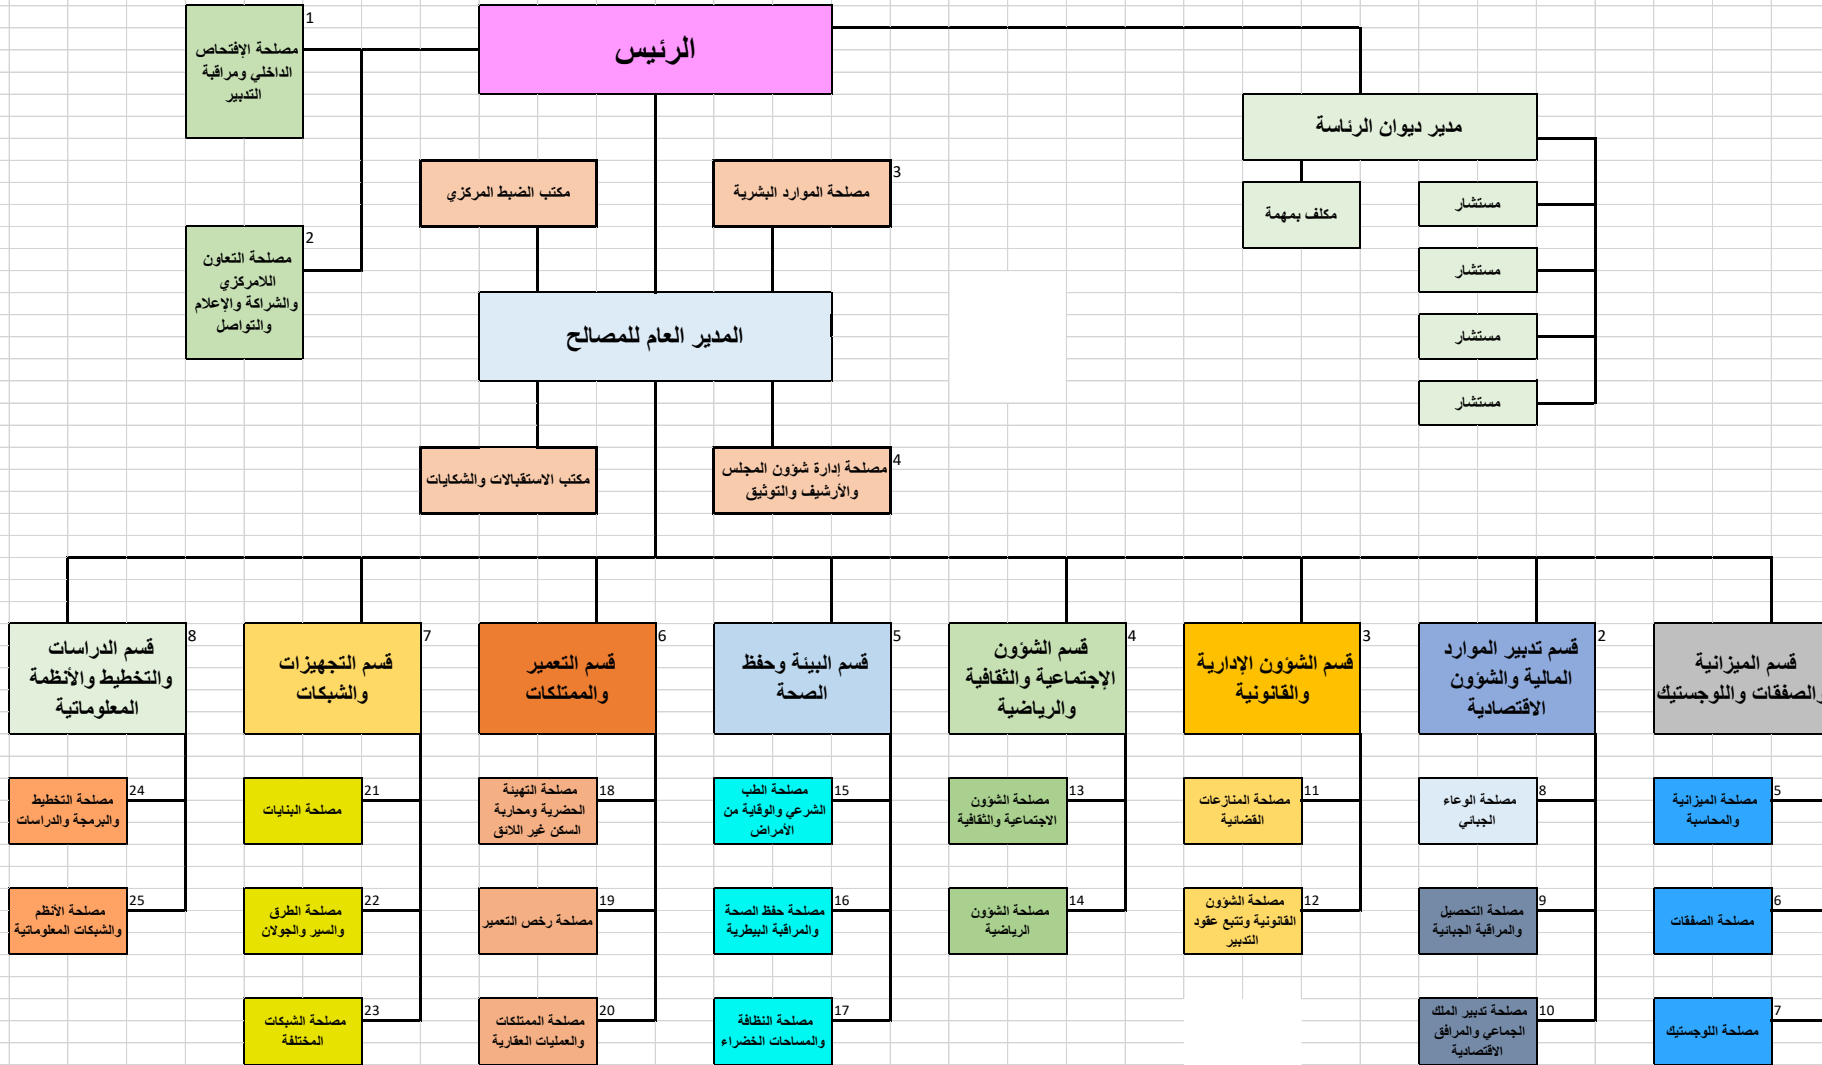 الرئيس
1
مصلحة الإفتحاص
الداخلي ومراقبة
التدبير
مدير ديوان الرئاسة
مكتب الضبط المركزي
3
مصلحة الموارد البشرية
مكلف بمهمة
مستشار
مستشار
مستشار
مستشار
2
مصلحة التعاون
اللامركزي
والشراكة والإعلام
والتواصل
المدير العام للمصالح
مكتب الاستقبالات والشكايات
4
مصلحة إدارة شؤون المجلس
والأرشيف والتوثيق
قسم الميزانية
والصفقات واللوجستيك
2
قسم تدبير الموارد
المالية والشؤون
الاقتصادية
3
قسم الشؤون الإدارية
والقانونية
4
قسم الشؤون
الإجتماعية والثقافية
والرياضية
5
قسم البيئة وحفظ
الصحة
6
قسم التعمير
والممتلكات
7
قسم التجهيزات
والشبكات
8
قسم الدراسات
والتخطيط والأنظمة
المعلوماتية
5
مصلحة الميزانية
والمحاسبة
8
مصلحة الوعاء
الجبائي
11
مصلحة المنازعات
القضائية
13
مصلحة الشؤون
الاجتماعية والثقافية
15
مصلحة الطب
الشرعي والوقاية من
الأمراض
18
مصلحة التهيئة
الحضرية ومحاربة
السكن غير اللائق
21
مصلحة البنايات
24
مصلحة التخطيط
والبرمجة والدراسات
6
مصلحة الصفقات
9
مصلحة التحصيل
والمراقبة الجبائية
12
مصلحة الشؤون
القانونية وتتبع عقود
التدبير
14
مصلحة الشؤون
الرياضية
16
مصلحة حفظ الصحة
والمراقبة البيطرية
19
مصلحة رخص التعمير
22
مصلحة الطرق
والسير والجولان
25
مصلحة الأنظم
والشبكات المعلوماتية
7
مصلحة اللوجستيك
10
مصلحة تدبير الملك
الجماعي والمرافق
الاقتصادية
17
مصلحة النظافة
والمساحات الخضراء
20
مصلحة الممتلكات
والعمليات العقارية
23
مصلحة الشبكات
المختلفة